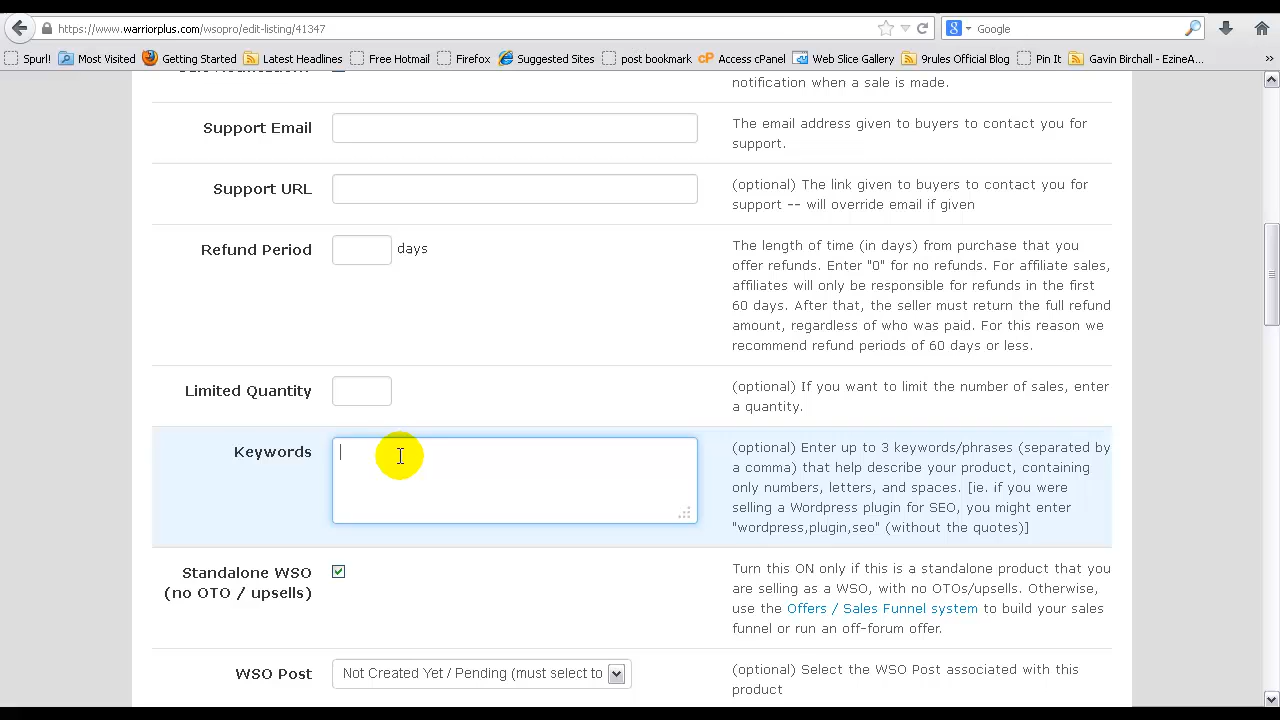 https://www.warriorplus.com/wsopro/edit-listing/41347
Google
Spurl! Most Visited Getting Started Latest Headlines Free Hotmail Firefox Suggested Sites post bookmark cP Access cPanel Web Slice Gallery 9rules Official Blog Pin It Gavin Birchall - EzineA... »
notification when a sale is made.
Support Email
The email address given to buyers to contact you for
support.
Support URL
(optional) The link given to buyers to contact you for
support -- will override email if given
Refund Period
days
The length of time (in days) from purchase that you
offer refunds. Enter "0" for no refunds. For affiliate sales,
affiliates will only be responsible for refunds in the first
60 days. After that, the seller must return the full refund
amount, regardless of who was paid. For this reason we
recommend refund periods of 60 days or less.
Limited Quantity
(optional) If you want to limit the number of sales, enter
a quantity.
Keywords
(optional) Enter up to 3 keywords/phrases (separated by
a comma) that help describe your product, containing
only numbers, letters, and spaces. [ie. if you were
selling a Wordpress plugin for SEO, you might enter
"wordpress,plugin,seo" (without the quotes)]
Standalone WSO
(no OTO / upsells)
Turn this ON only if this is a standalone product that you
are selling as a WSO, with no OTOs/upsells. Otherwise,
use the Offers / Sales Funnel system to build your sales
funnel or run an off-forum offer.
WSO Post
Not Created Yet / Pending (must select to
(optional) Select the WSO Post associated with this
product